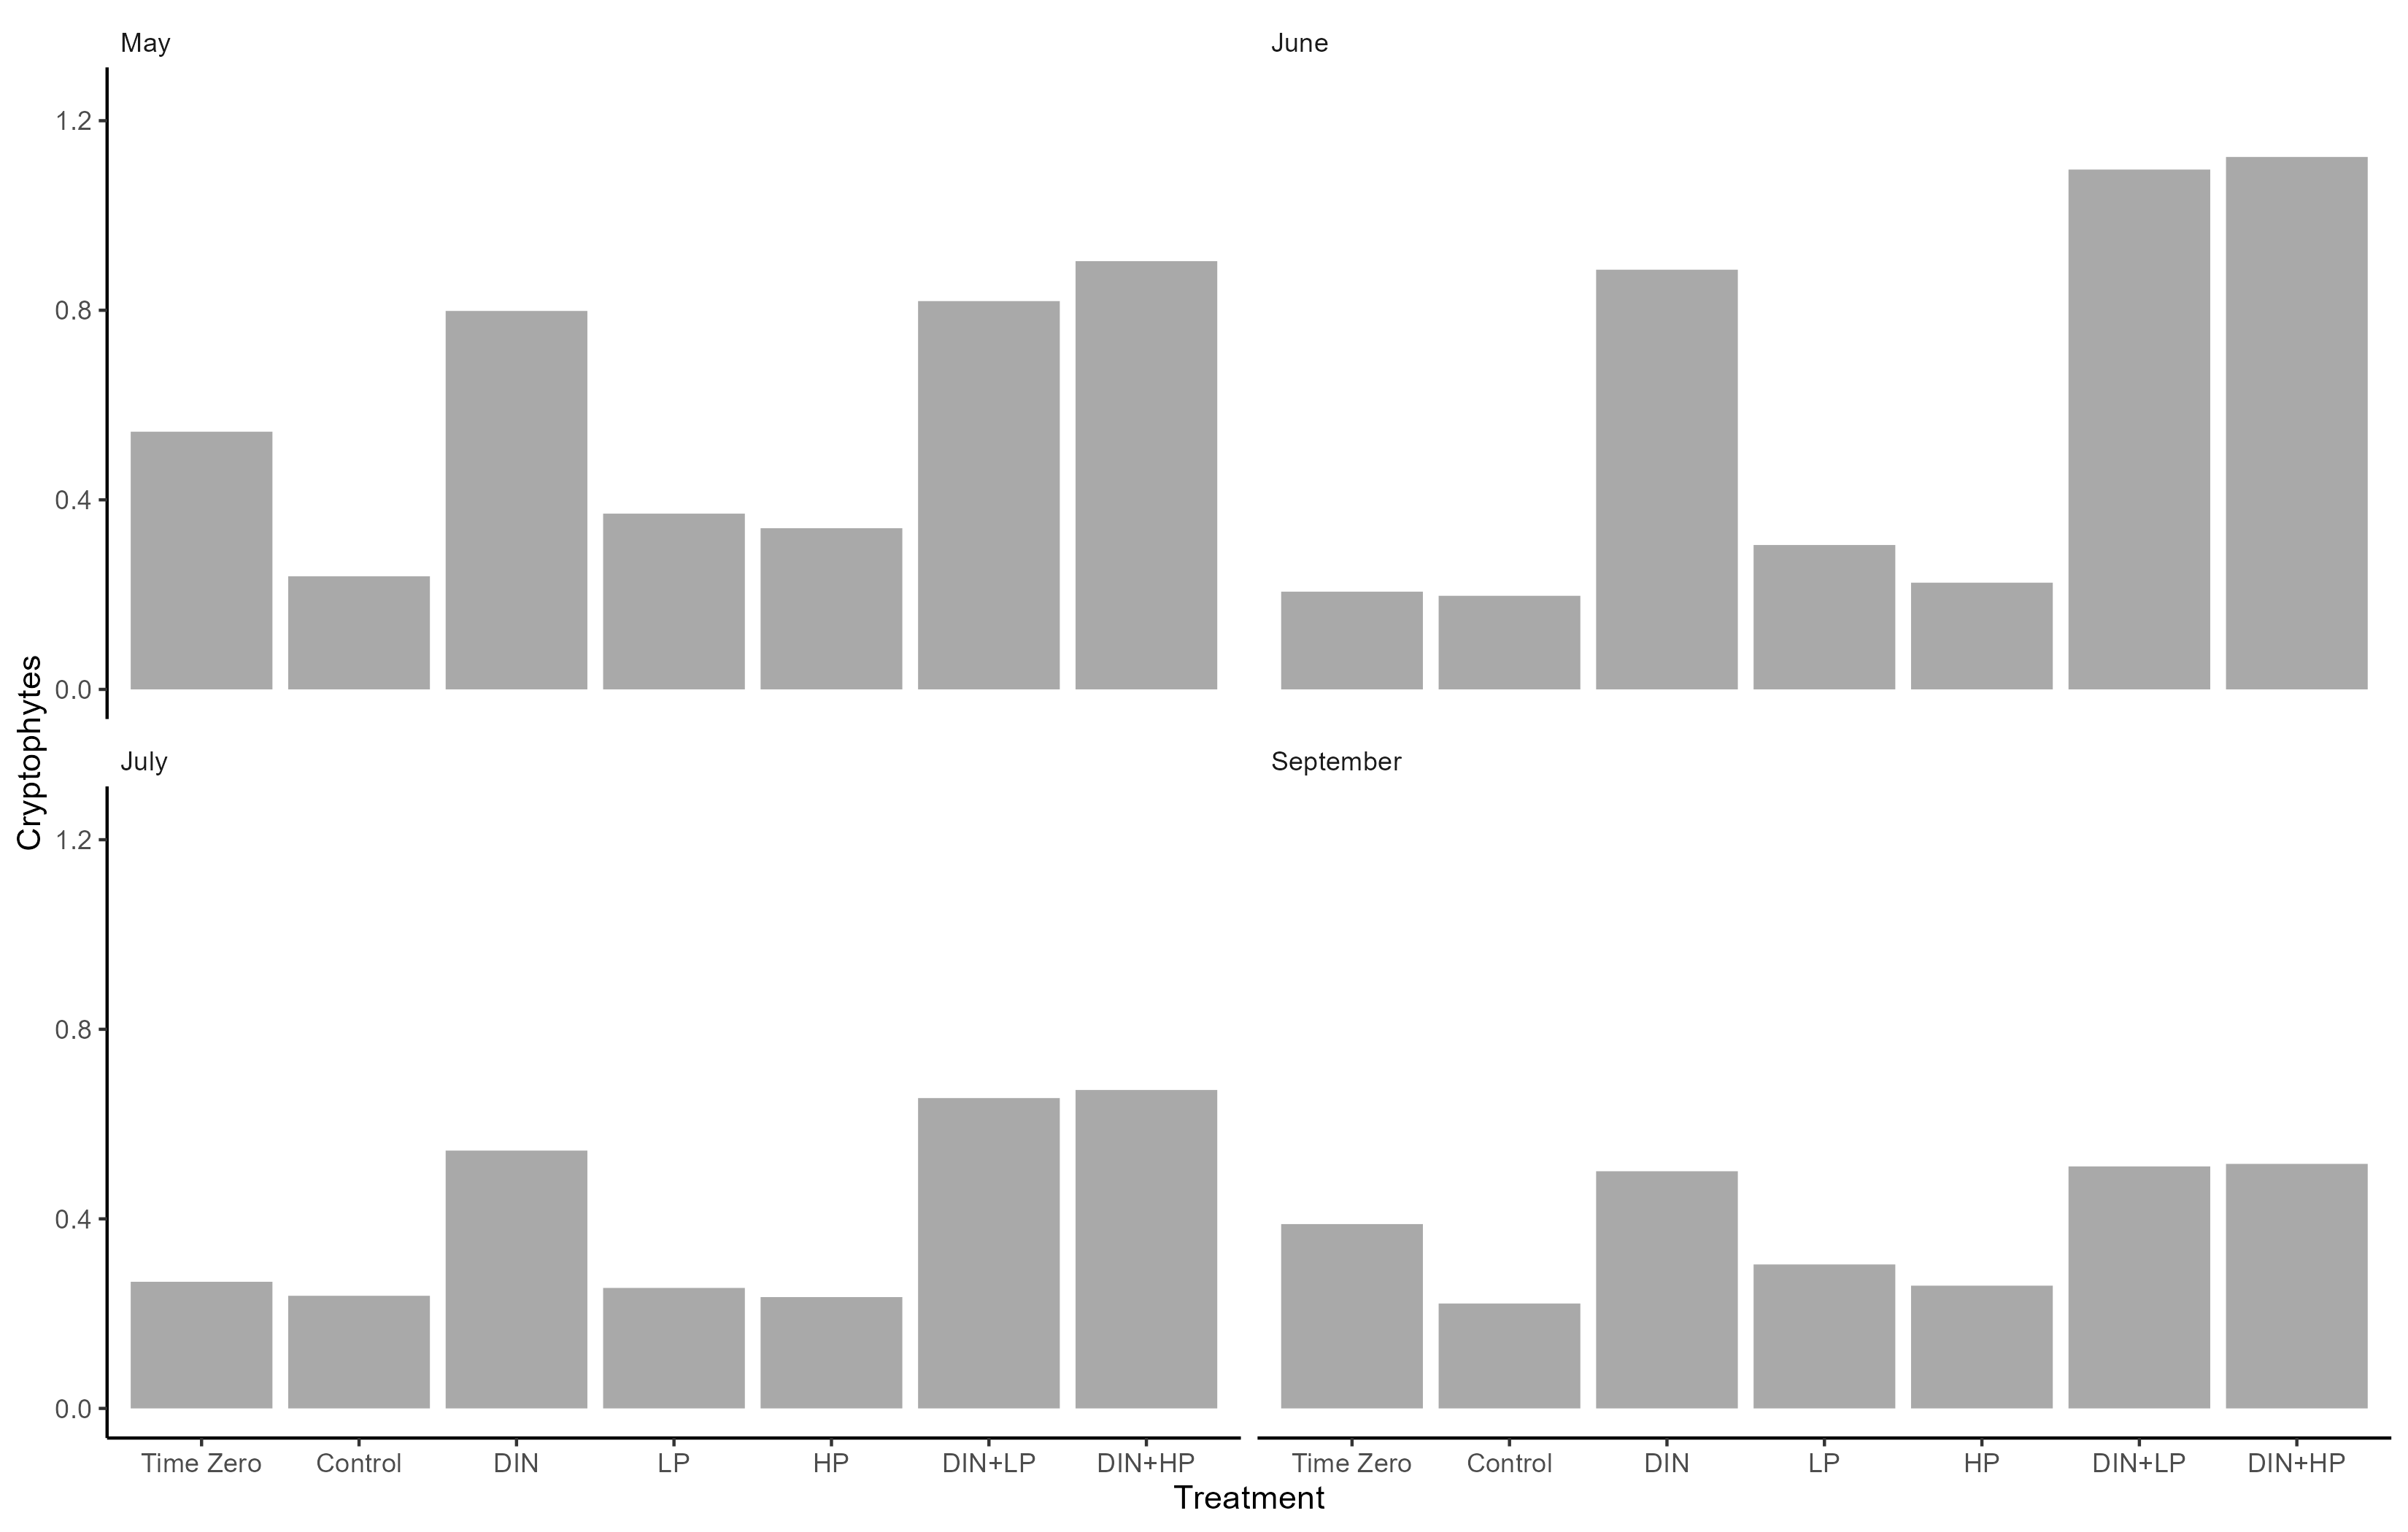 May
June
1.2
0.8
0.4
0.0
Cryptophytes
July
September
1.2
0.8
0.4
0.0
Time Zero Control DIN LP HP DIN+LP DIN+HP
Time Zero Control DIN LP HP DIN+LP DIN+HP
Treatment